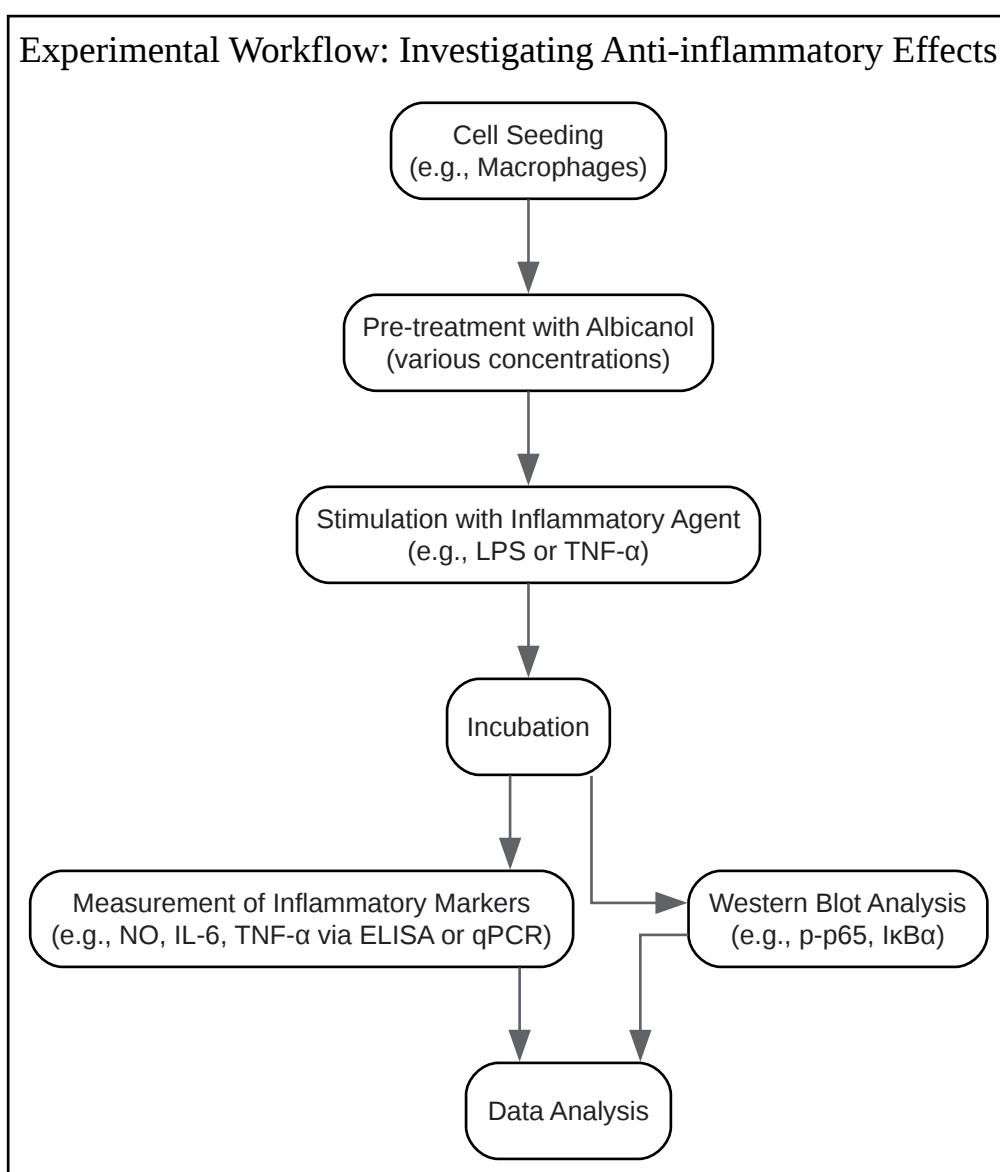 Experimental Workflow: Investigating Anti-inflammatory Effects
Cell Seeding
(e.g., Macrophages)
Pre-treatment with Albicanol
(various concentrations)
Stimulation with Inflammatory Agent
(e.g., LPS or TNF-α)
Incubation
Measurement of Inflammatory Markers
(e.g., NO, IL-6, TNF-α via ELISA or qPCR)
Western Blot Analysis
(e.g., p-p65, IκBα)
Data Analysis